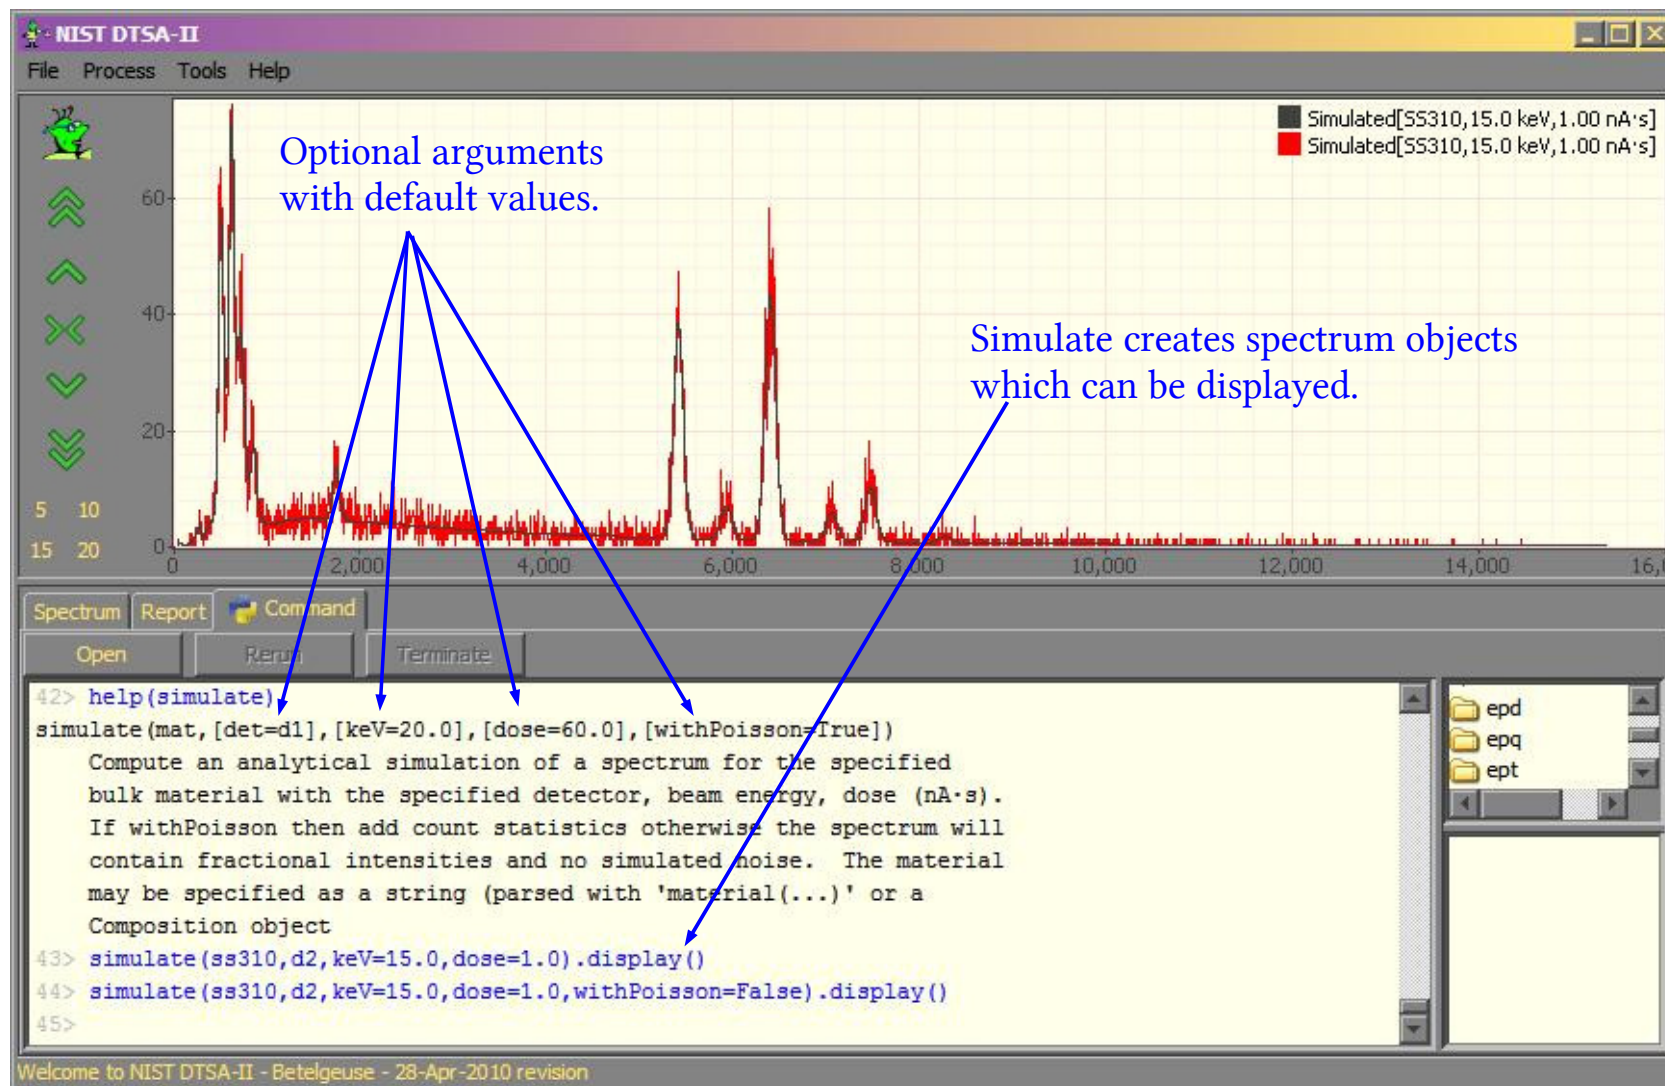 NIST DTSA-II
File Process Tools Help
Simulated[SS310,15.0 keV,1.00 nA·s]
Simulated[SS310,15.0 keV,1.00 nA·s]
Optional arguments
with default values.
Simulate creates spectrum objects
which can be displayed.
60
40
20
0
5 10
15 20
0 2,000 4,000 6,000 8,000 10,000 12,000 14,000 16,
Spectrum Report Command
Open Rerun Terminate
42> help(simulate)
simulate(mat,[det=d1],[keV=20.0],[dose=60.0],[withPoisson=True])
Compute an analytical simulation of a spectrum for the specified
bulk material with the specified detector, beam energy, dose (nA·s).
If withPoisson then add count statistics otherwise the spectrum will
contain fractional intensities and no simulated noise. The material
may be specified as a string (parsed with 'material(...)' or a
Composition object
43> simulate(ss310,d2,keV=15.0,dose=1.0).display()
44> simulate(ss310,d2,keV=15.0,dose=1.0,withPoisson=False).display()
45>
epd
epq
ept
Welcome to NIST DTSA-II - Betelgeuse - 28-Apr-2010 revision